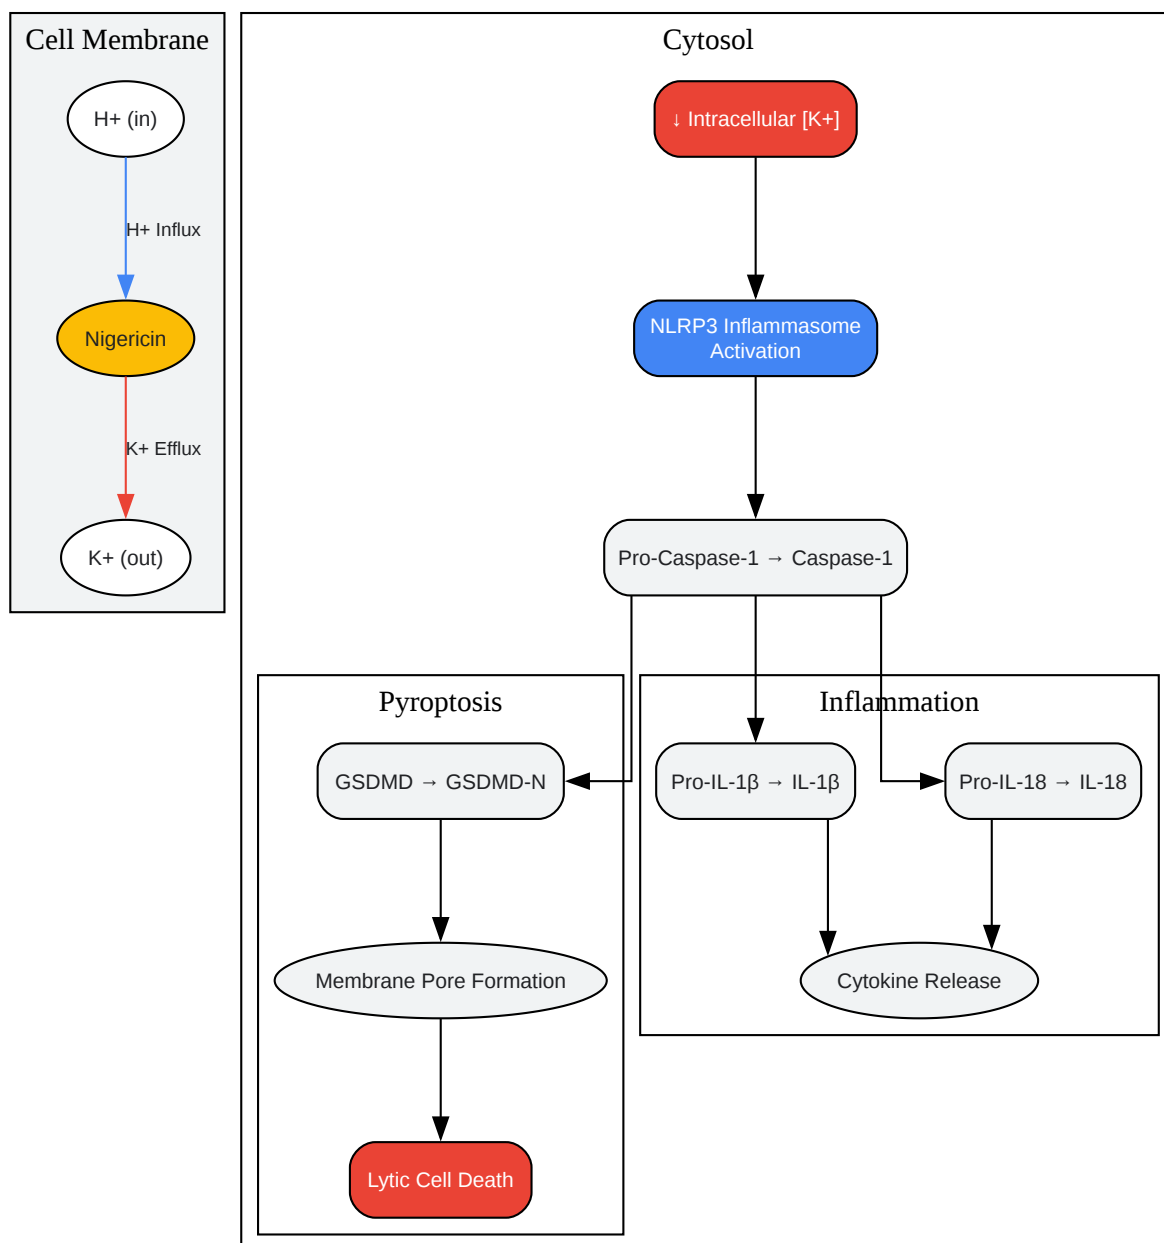 Cell Membrane
H+ (in)
H+ Influx
Nigericin
K+ Efflux
K+ (out)
Cytosol
↓ Intracellular [K+]
NLRP3 Inflammasome
Activation
Pro-Caspase-1 → Caspase-1
Pyroptosis
GSDMD → GSDMD-N
Membrane Pore Formation
Lytic Cell Death
Inflammation
Pro-IL-1β → IL-1β
Pro-IL-18 → IL-18
Cytokine Release